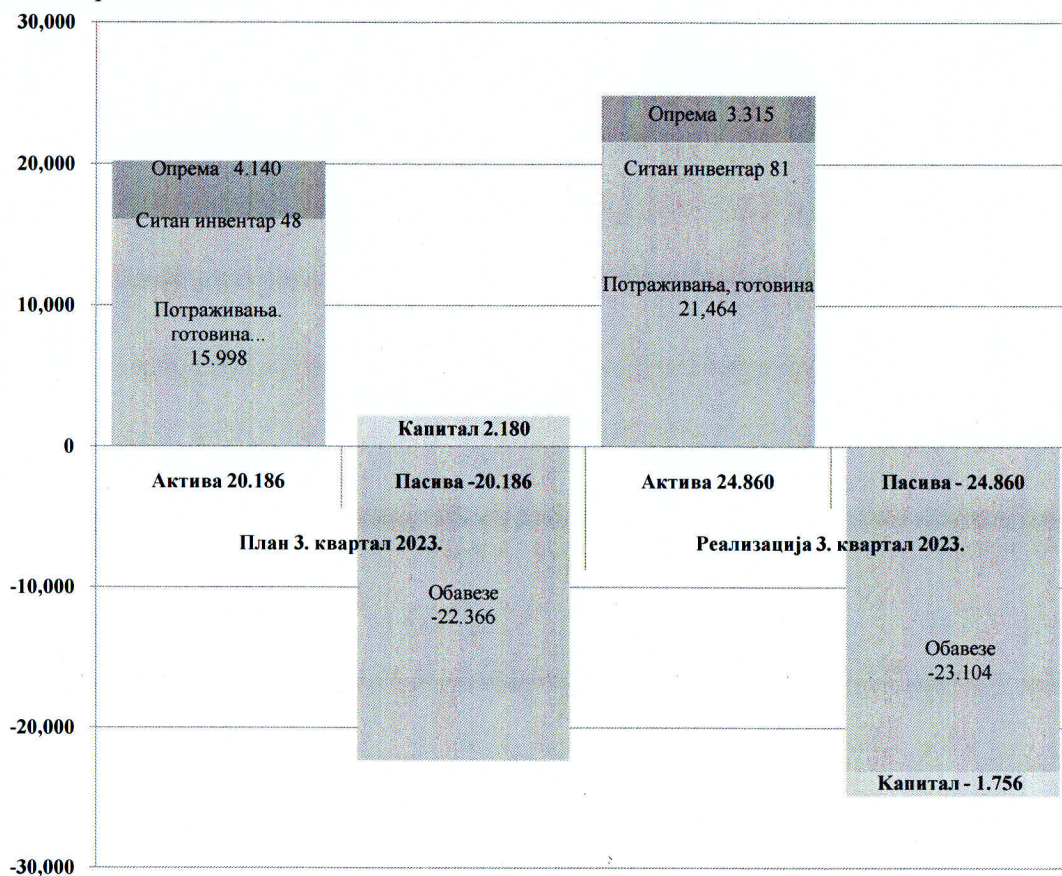 30,000
20,000
10,000
0
-10,000
-20,000
-30,000
Опрема 4.140
Ситан инвентар 48
Потраживања.
готовина...
15.998
Капитал 2.180
Опрема 3.315
Ситан инвентар 81
Потраживања, готовина
21,464
Актива 20.186
Пасива -20.186
Актива 24.860
Пасива - 24.860
План 3. квартал 2023.
Реализација 3. квартал 2023.
Обавезе
-22.366
Обавезе
-23.104
Капитал - 1.756